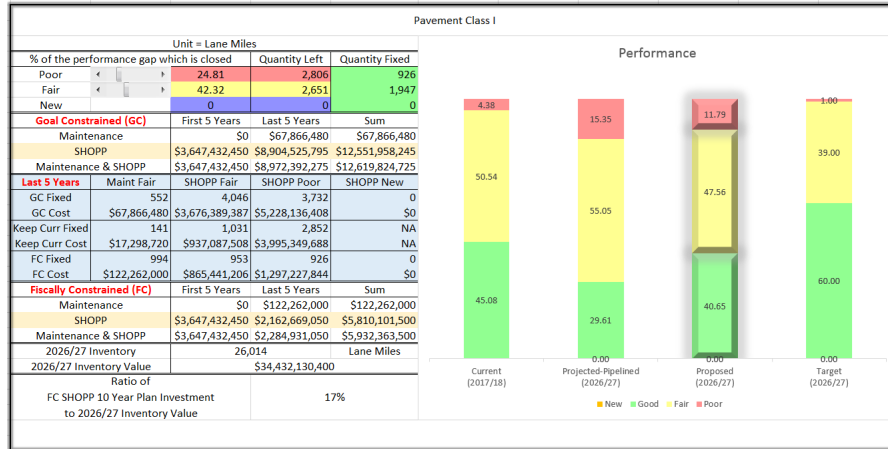 Pavement Class I
Unit = Lane Miles
% of the performance gap which is closed Quantity Left Quantity Fixed
Poor 24.81 2,806 926
Fair 42.32 2,651 1,947
New 0 0 0
Goal Constrained (GC) First 5 Years Last 5 Years Sum
Maintenance $0 $67,866,480 $67,866,480
SHOPP $3,647,432,450 $8,904,525,795 $12,551,958,245
Maintenance & SHOPP $3,647,432,450 $8,972,392,275 $12,619,824,725
Last 5 Years Maint Fair SHOPP Fair SHOPP Poor SHOPP New
GC Fixed 552 4,046 3,732 0
GC Cost $67,866,480 $3,676,389,387 $5,228,136,408 $0
Keep Curr Fixed 141 1,031 2,852 NA
Keep Curr Cost $17,298,720 $937,087,508 $3,995,349,688 NA
FC Fixed 994 953 926 0
FC Cost $122,262,000 $865,441,206 $1,297,227,844 $0
Fiscally Constrained (FC) First 5 Years Last 5 Years Sum
Maintenance $0 $122,262,000 $122,262,000
SHOPP $3,647,432,450 $2,162,669,050 $5,810,101,500
Maintenance & SHOPP $3,647,432,450 $2,284,931,050 $5,932,363,500
2026/27 Inventory 26,014 Lane Miles
2026/27 Inventory Value $34,432,130,400
Ratio of
FC SHOPP 10 Year Plan Investment 17%
to 2026/27 Inventory Value
Performance
4.38 15.35 11.79 1.00
50.54 55.05 47.56 39.00
45.08 29.61 40.65 60.00
0.00 0.00 0.00
Current Projected-Pipelined Proposed Target
(2017/18) (2026/27) (2026/27) (2026/27)
New Good Fair Poor